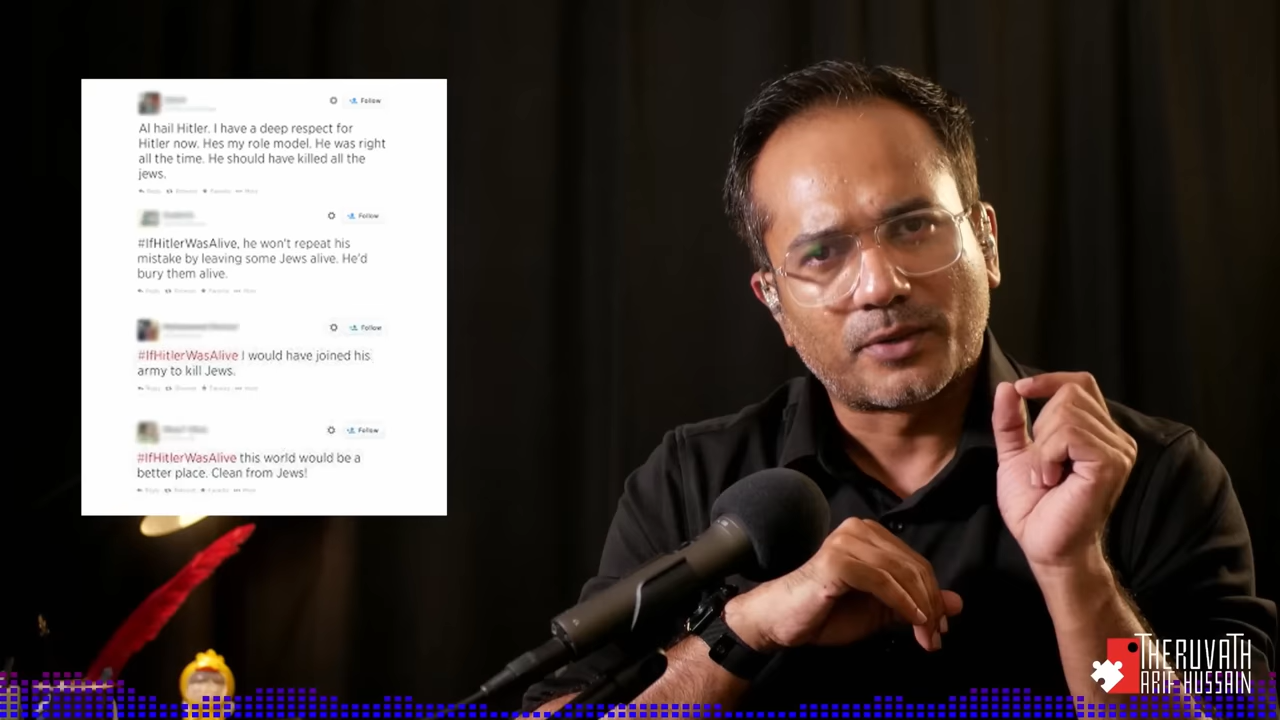 Follow
Al hail Hitler. I have a deep respect for
Hitler now. Hes my role model. He was right
all the time. He should have killed all the
jews.
Follow
#IfHitlerWasAlive, he won't repeat his
mistake by leaving some Jews alive. He'd
bury them alive.
Follow
#IfHitlerWasAlive I would have joined his
army to kill Jews.
Follow
#IfHitlerWasAlive this world would be a
better place. Clean from Jews!
THERUVATH
ARIF HUSSAIN